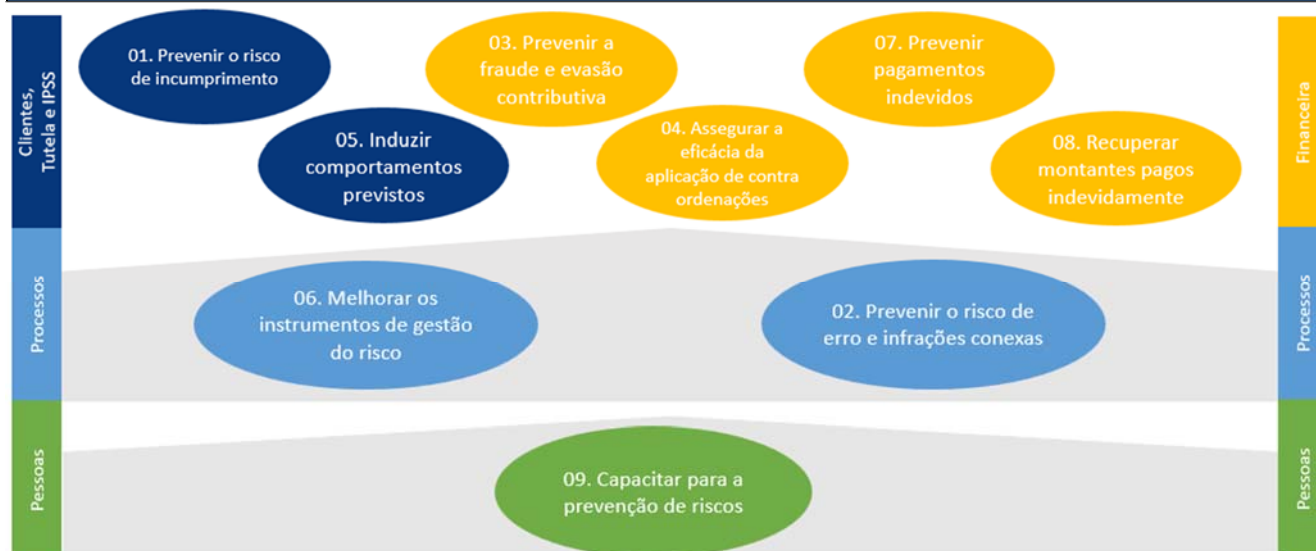 Clientes,
Tutela e IPSS
01. Prevenir o risco
de incumprimento
03. Prevenir a
fraude e evasão
contributiva
07. Prevenir
pagamentos
indevidos
Financeira
05. Induzir
comportamentos
previstos
04. Assegurar a
eficácia da
aplicação de contra
ordenações
08. Recuperar
montantes pagos
indevidamente
Processos
06. Melhorar os
instrumentos de gestão
do risco
02. Prevenir o risco de
erro e infrações conexas
Processos
Pessoas
09. Capacitar para a
prevenção de riscos
Pessoas